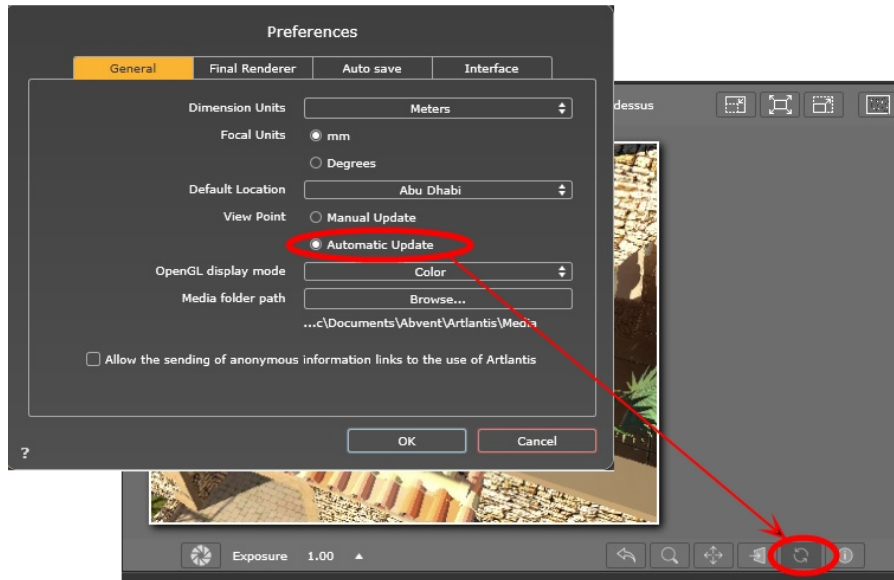 Preferences
General Final Renderer Auto save Interface
Dimension Units Meters
Focal Units mm
Degrees
Default Location Abu Dhabi
View Point Manual Update
Automatic Update
OpenGL display mode Color
Media folder path Browse...
...c\Documents\Abvent\Artlantis\Media
Allow the sending of anonymous information links to the use of Artlantis
? OK Cancel
dessus
Exposure 1.00